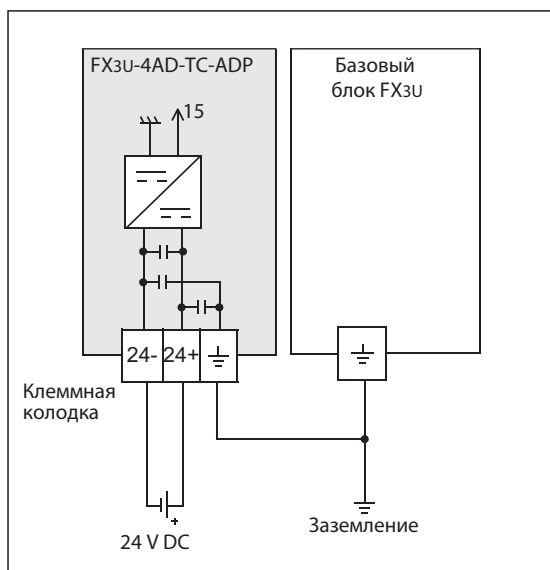 FX3U-4AD-TC-ADP
Базовый
блок FX3U
15
24-
24+
Клеммная
колодка
+
24 V DC
Заземление